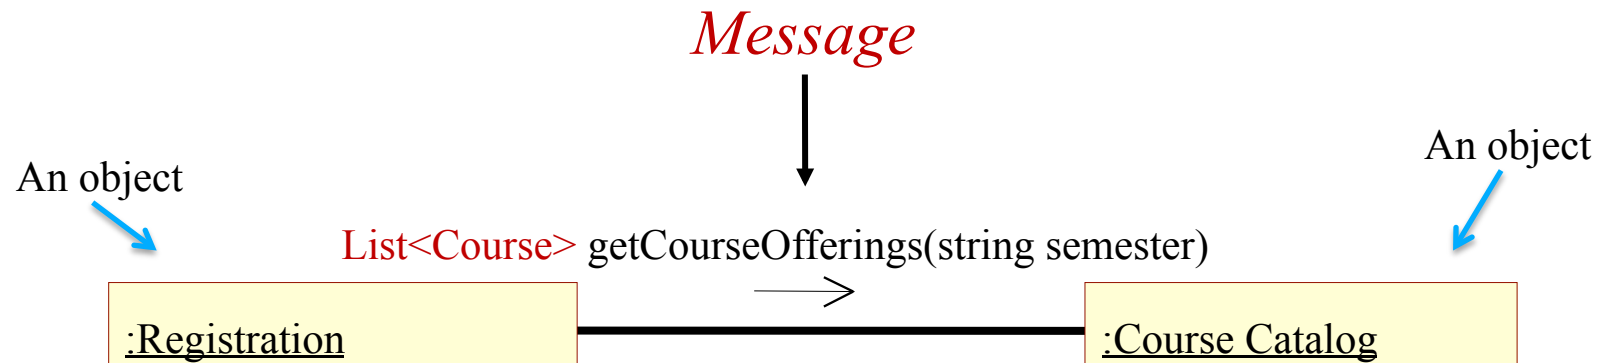 Message
An object
An object
List<Course> getCourseOfferings(string semester)
:Registration
:Course Catalog